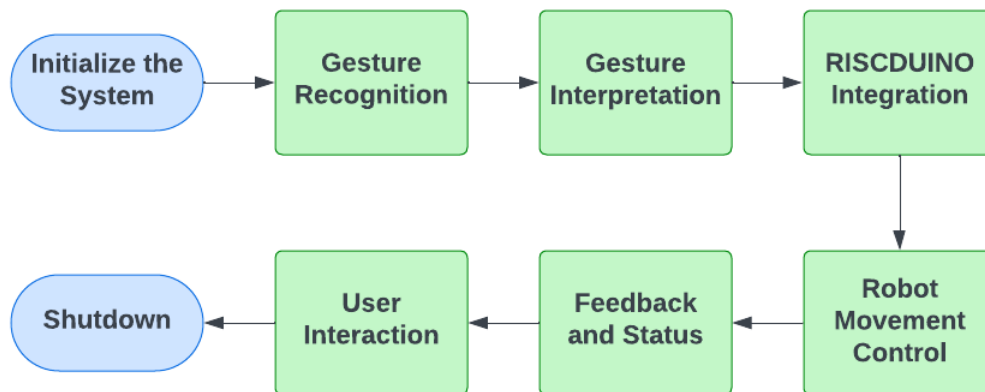 Initialize the
System
Gesture
Recognition
Gesture
Interpretation
RISCDUINO
Integration
Shutdown
User
Interaction
Feedback
and Status
Robot
Movement
Control